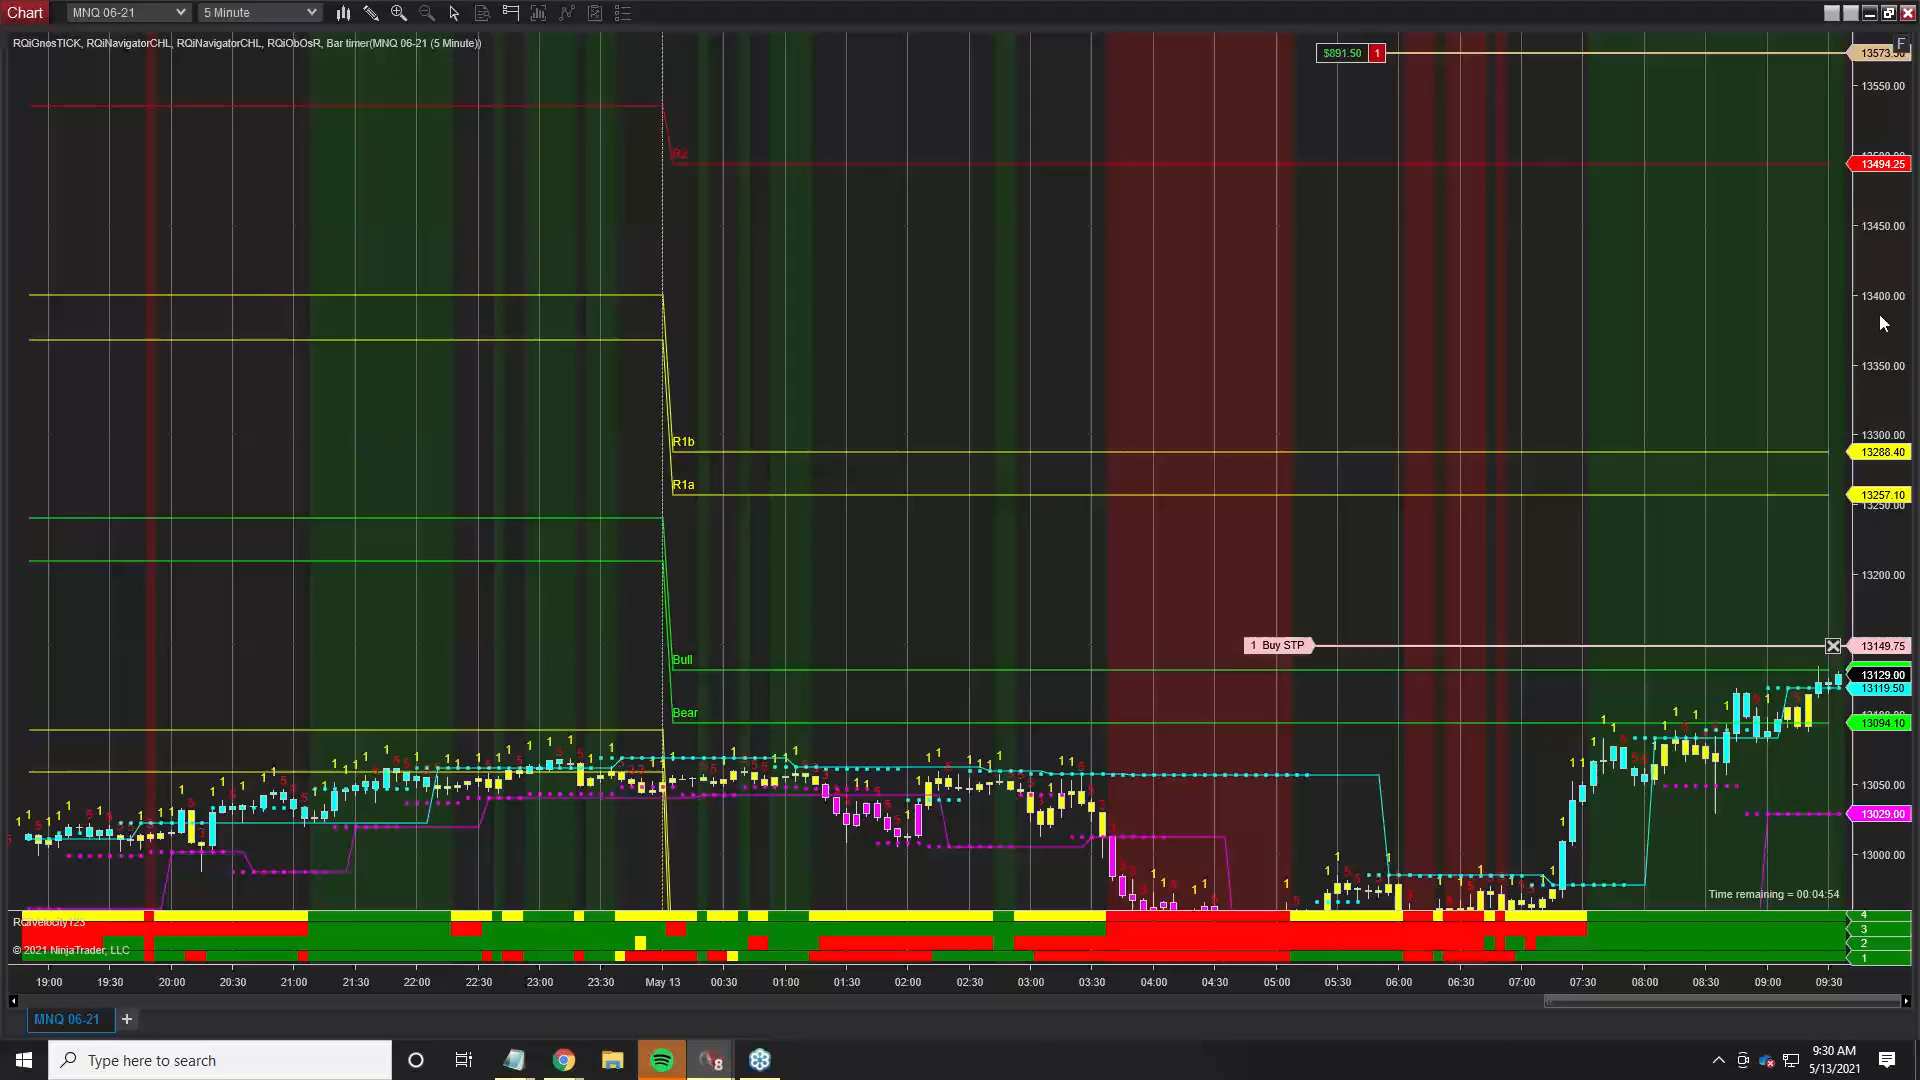 Chart MNQ 06-21 5 Minute
RQiGnosTICK, RQiNavigatorCHL, RQiNavigatorCHL, RQiObOsR, Bar timer(MNQ 06-21 (5 Minute))
F
$891.50 1
13550.00
R2
13494.25
13450.00
13400.00
13350.00
13300.00
R1b
13288.40
R1a
13257.10
13250.00
13200.00
1 Buy STP
13149.75
Bull
13129.00
13119.50
Bear
13094.10
13050.00
13029.00
13000.00
Time remaining = 00:04:54
4
3
2
1
© 2021 NinjaTrader, LLC
19:00 19:30 20:00 20:30 21:00 21:30 22:00 22:30 23:00 23:30 May 13 00:30 01:00 01:30 02:00 02:30 03:00 03:30 04:00 04:30 05:00 05:30 06:00 06:30 07:00 07:30 08:00 08:30 09:00 09:30
MNQ 06-21 +
Type here to search
8
9:30 AM
5/13/2021